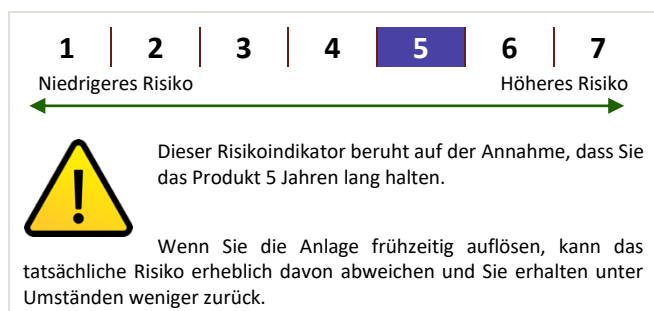 1 2 3 4 5 6 7
Niedrigeres Risiko Höheres Risiko
Dieser Risikoindikator beruht auf der Annahme, dass Sie
das Produkt 5 Jahren lang halten.
Wenn Sie die Anlage frühzeitig auflösen, kann das
tatsächliche Risiko erheblich davon abweichen und Sie erhalten unter
Umständen weniger zurück.